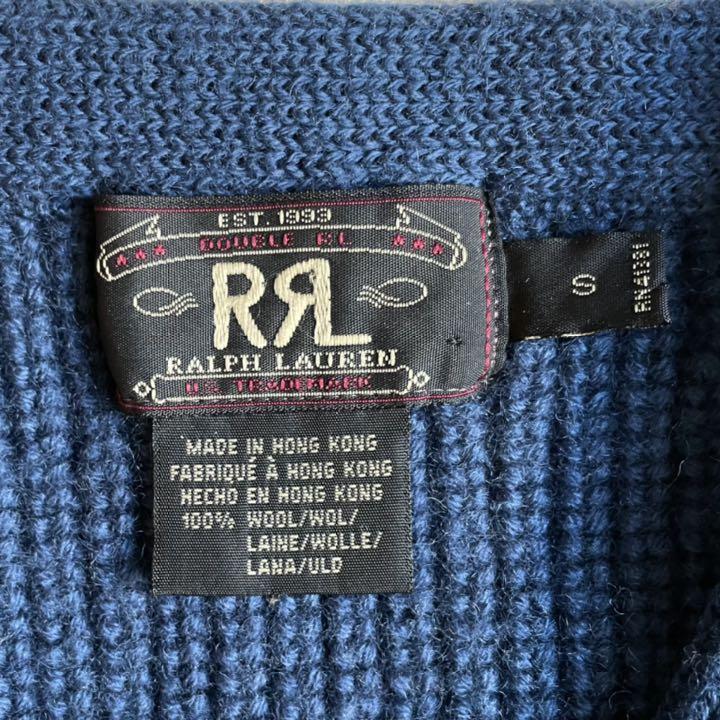 EST. 1993
DOUBLE RL
RRL
RALPH LAUREN
U.S. TRADEMARK
S
RN41381
MADE IN HONG KONG
FABRIQUÉ À HONG KONG
HECHO EN HONG KONG
100% WOOL/WOL/
LAINE/WOLLE/
LANA/ULD